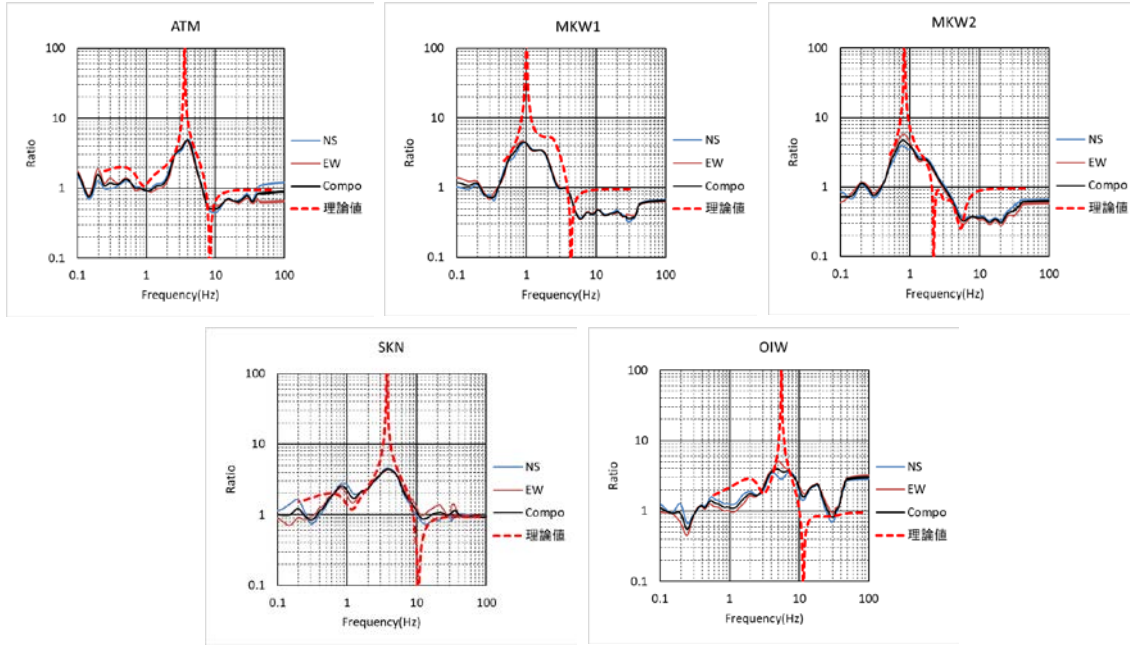 ATM
100
10
1
0.1
Ratio
0.1
1
10
100
Frequency(Hz)
NS
EW
Compo
理論値
MKW1
100
10
1
0.1
Ratio
0.1
1
10
100
Frequency(Hz)
NS
EW
Compo
理論値
MKW2
100
10
1
0.1
Ratio
0.1
1
10
100
Frequency(Hz)
NS
EW
Compo
理論値
SKN
100
10
1
0.1
Ratio
0.1
1
10
100
Frequency(Hz)
NS
EW
Compo
理論値
OIW
100
10
1
0.1
Ratio
0.1
1
10
100
Frequency(Hz)
NS
EW
Compo
理論値